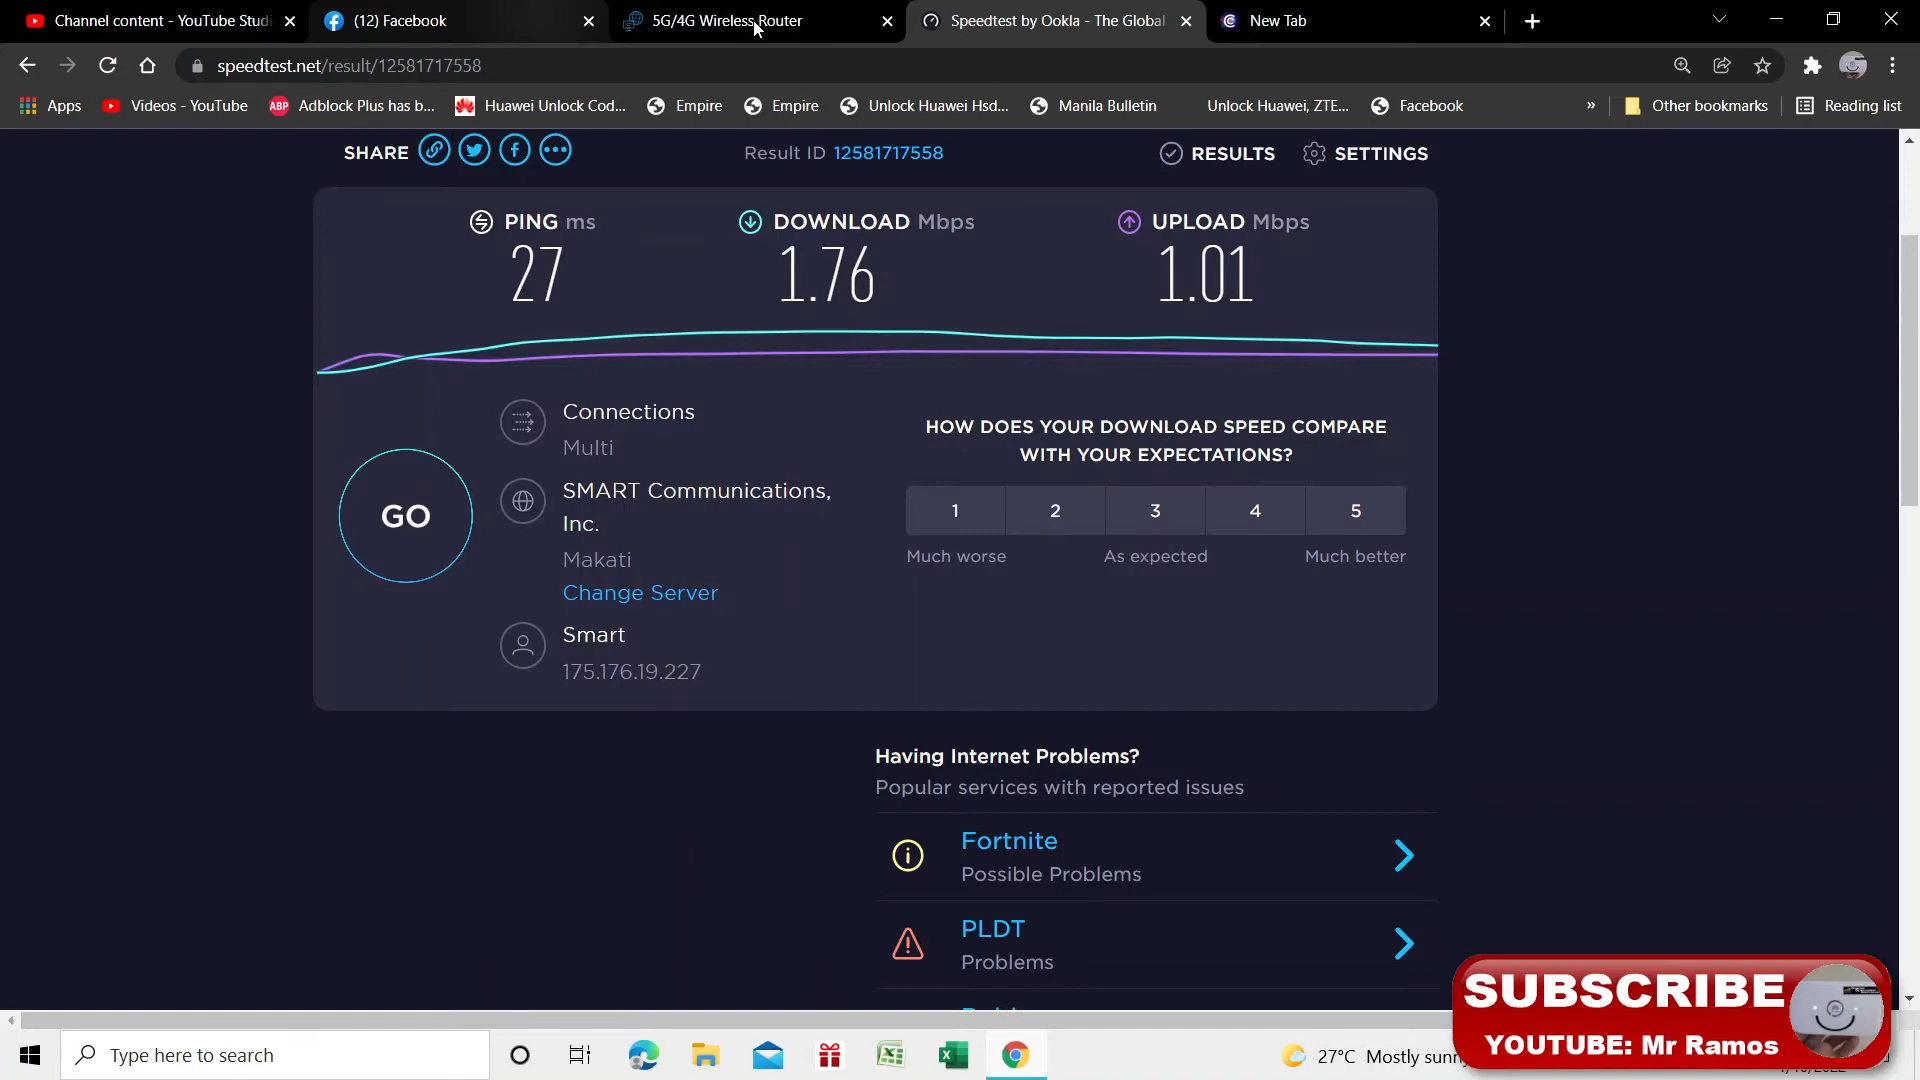 Channel content - YouTube Studi
(12) Facebook
5G/4G Wireless Router
Speedtest by Ookla - The Global
New Tab
speedtest.net/result/12581717558
Apps
Videos - YouTube
ABP
Adblock Plus has b...
Huawei Unlock Cod...
Empire
Empire
Unlock Huawei Hsd...
Manila Bulletin
Unlock Huawei, ZTE...
Facebook
»
Other bookmarks
Reading list
SHARE
Result ID 12581717558
RESULTS
SETTINGS
PING ms
27
DOWNLOAD Mbps
1.76
UPLOAD Mbps
1.01
GO
Connections
Multi
SMART Communications,
Inc.
Makati
Change Server
Smart
175.176.19.227
HOW DOES YOUR DOWNLOAD SPEED COMPARE
WITH YOUR EXPECTATIONS?
1 2 3 4 5
Much worse As expected Much better
Having Internet Problems?
Popular services with reported issues
Fortnite
Possible Problems
PLDT
Problems
SUBSCRIBE
YOUTUBE: Mr Ramos
Type here to search
27°C Mostly sunn